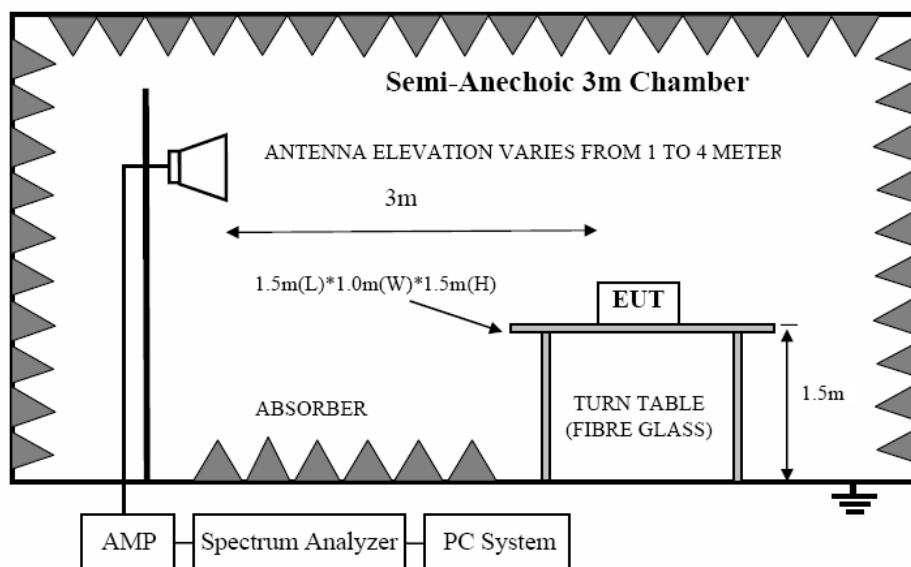 Semi-Anechoic 3m Chamber
ANTENNA ELEVATION VARIES FROM 1 TO 4 METER
3m
1.5m(L)*1.0m(W)*1.5m(H)
EUT
ABSORBER
TURN TABLE
(FIBRE GLASS)
1.5m
AMP
Spectrum Analyzer
PC System